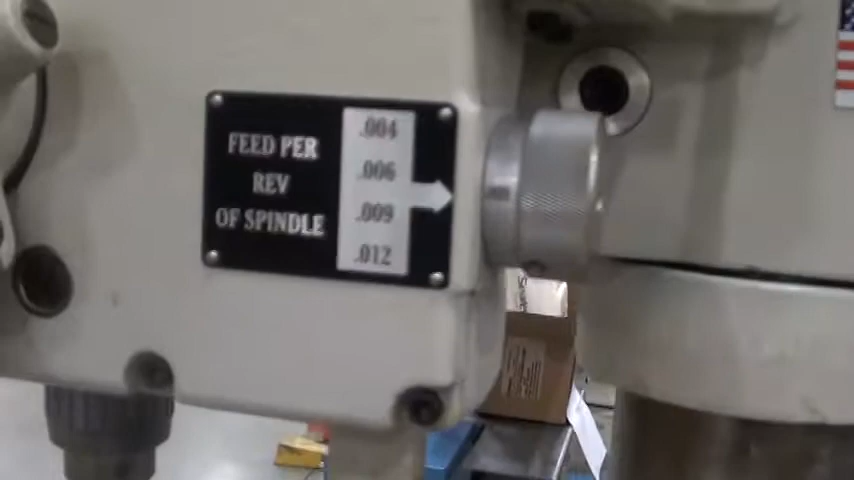 FEED PER
REV
OF SPINDLE
.004
.006
.009
.012